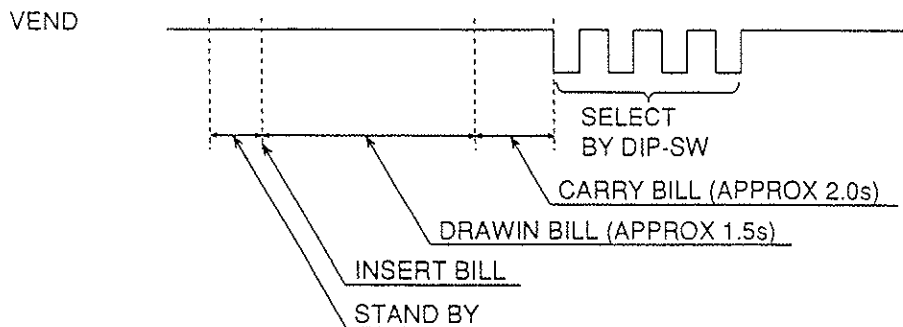 VEND
SELECT
BY DIP-SW
CARRY BILL (APPROX 2.0s)
DRAWIN BILL (APPROX 1.5s)
INSERT BILL
STAND BY